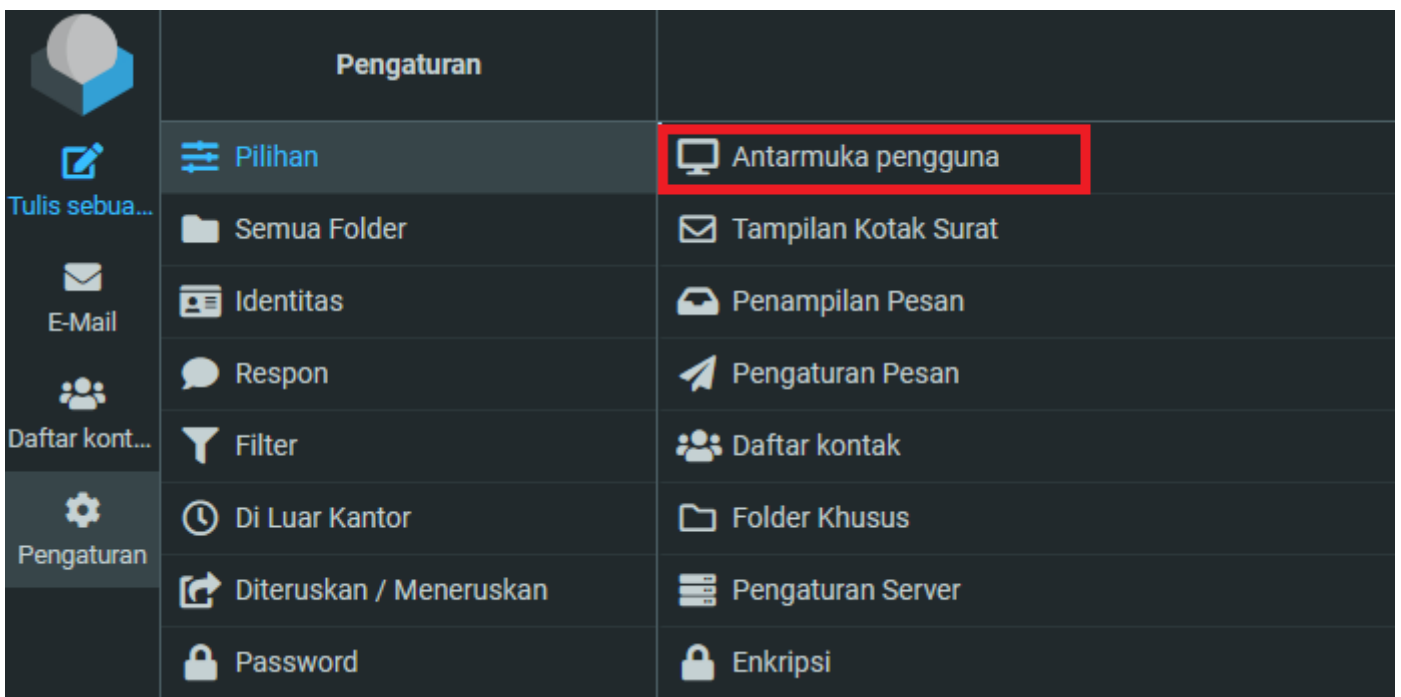 Pengaturan
Tulis sebua...
E-Mail
Daftar kont...
Pengaturan
Pilihan
Semua Folder
Identitas
Respon
Filter
Di Luar Kantor
Diteruskan / Meneruskan
Password
Antarmuka pengguna
Tampilan Kotak Surat
Penampilan Pesan
Pengaturan Pesan
Daftar kontak
Folder Khusus
Pengaturan Server
Enkripsi